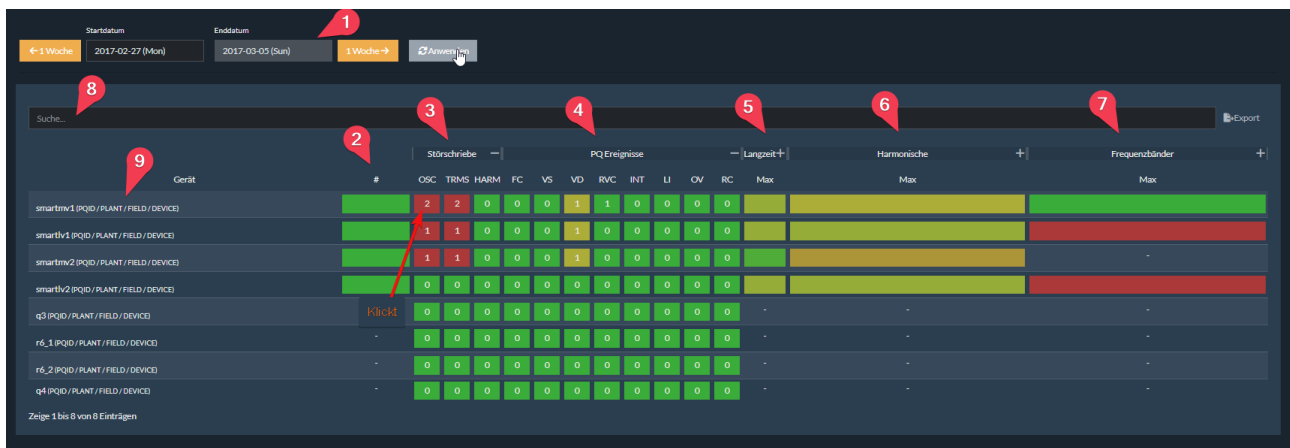 1
Startdatum Enddatum
←1 Woche 2017-02-27 (Mon) 2017-03-05 (Sun) 1 Woche→ Anwenden
8
3 4 5 6 7
Suche... Export
2
Störschriebe − PQ Ereignisse − Langzeit+ Harmonische + Frequenzbänder +
9
Gerät # OSC TRMS HARM FC VS VD RVC INT LI OV RC Max Max Max
smartmv1 (PQID / PLANT / FIELD / DEVICE) 2 2 0 0 0 1 1 0 0 0 0
smartlv1 (PQID / PLANT / FIELD / DEVICE) 1 1 0 0 0 1 0 0 0 0 0
smartmv2 (PQID / PLANT / FIELD / DEVICE) 1 1 0 0 0 1 0 0 0 0 0 -
smartlv2 (PQID / PLANT / FIELD / DEVICE) 0 0 0 0 0 0 0 0 0 0 0
q3 (PQID / PLANT / FIELD / DEVICE) Klickt 0 0 0 0 0 0 0 0 0 0 0 - - -
r6_1 (PQID / PLANT / FIELD / DEVICE) - 0 0 0 0 0 0 0 0 0 0 0 - - -
r6_2 (PQID / PLANT / FIELD / DEVICE) - 0 0 0 0 0 0 0 0 0 0 0 - - -
q4 (PQID / PLANT / FIELD / DEVICE) - 0 0 0 0 0 0 0 0 0 0 0 - - -
Zeige 1 bis 8 von 8 Einträgen